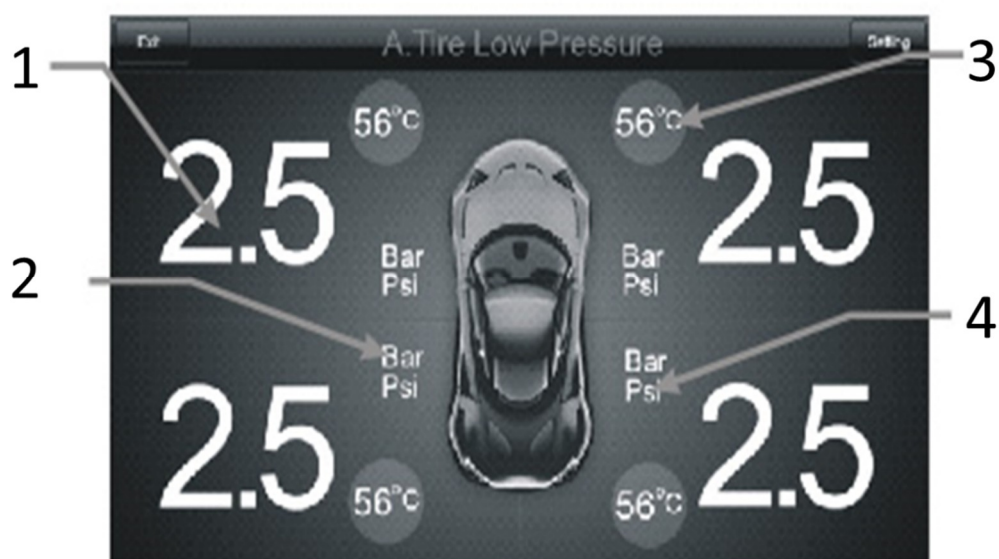 Exit A.Tire Low Pressure Setting
1 3
56°C 56°C
2.5 2.5
Bar Bar
Psi Psi
2 4
Bar Bar
Psi Psi
2.5 2.5
56°C 56°C